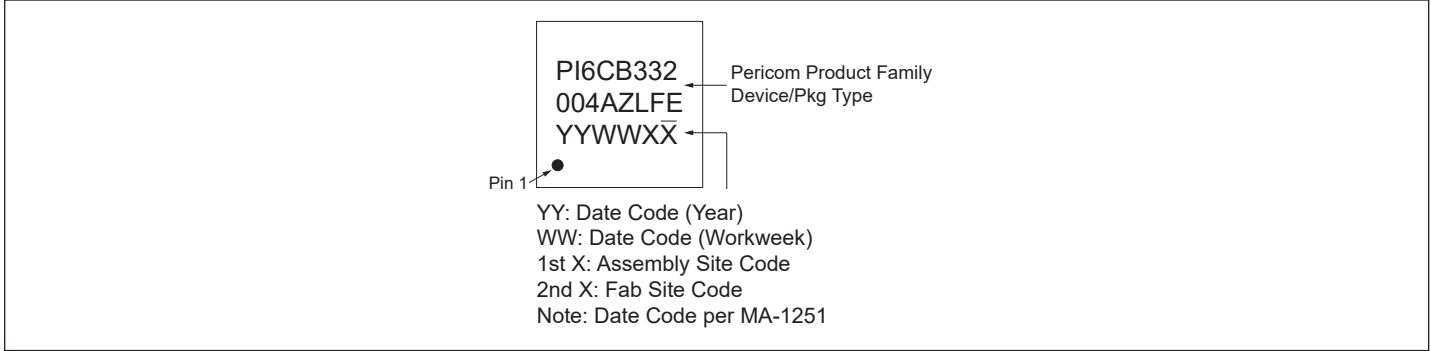 PI6CB332
004AZLFE
YYWWXX̅
Pericom Product Family
Device/Pkg Type
Pin 1
YY: Date Code (Year)
WW: Date Code (Workweek)
1st X: Assembly Site Code
2nd X: Fab Site Code
Note: Date Code per MA-1251